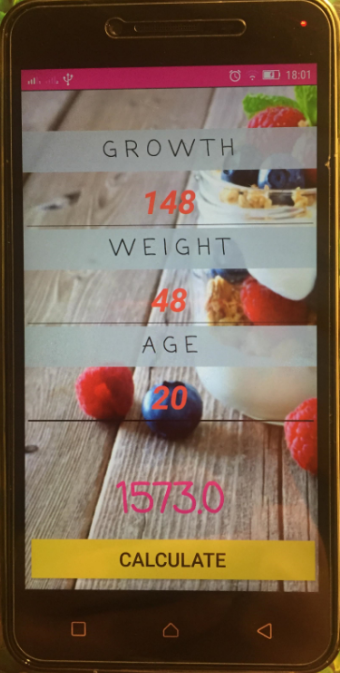 18:01
GROWTH
148
WEIGHT
48
AGE
20
1573.0
CALCULATE